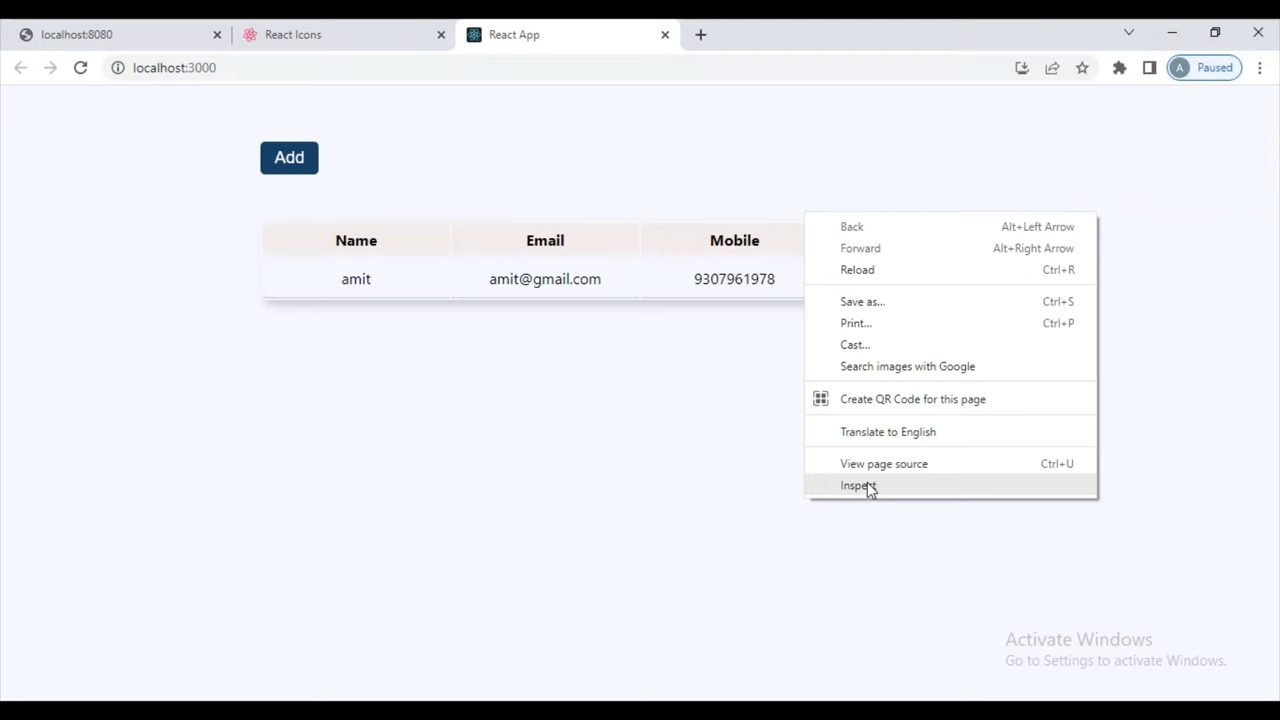 localhost:8080
React Icons
React App
localhost:3000
A Paused
Add
Name Email Mobile
amit amit@gmail.com 9307961978
Back Alt+Left Arrow
Forward Alt+Right Arrow
Reload Ctrl+R
Save as... Ctrl+S
Print... Ctrl+P
Cast...
Search images with Google
Create QR Code for this page
Translate to English
View page source Ctrl+U
Inspect
Activate Windows
Go to Settings to activate Windows.